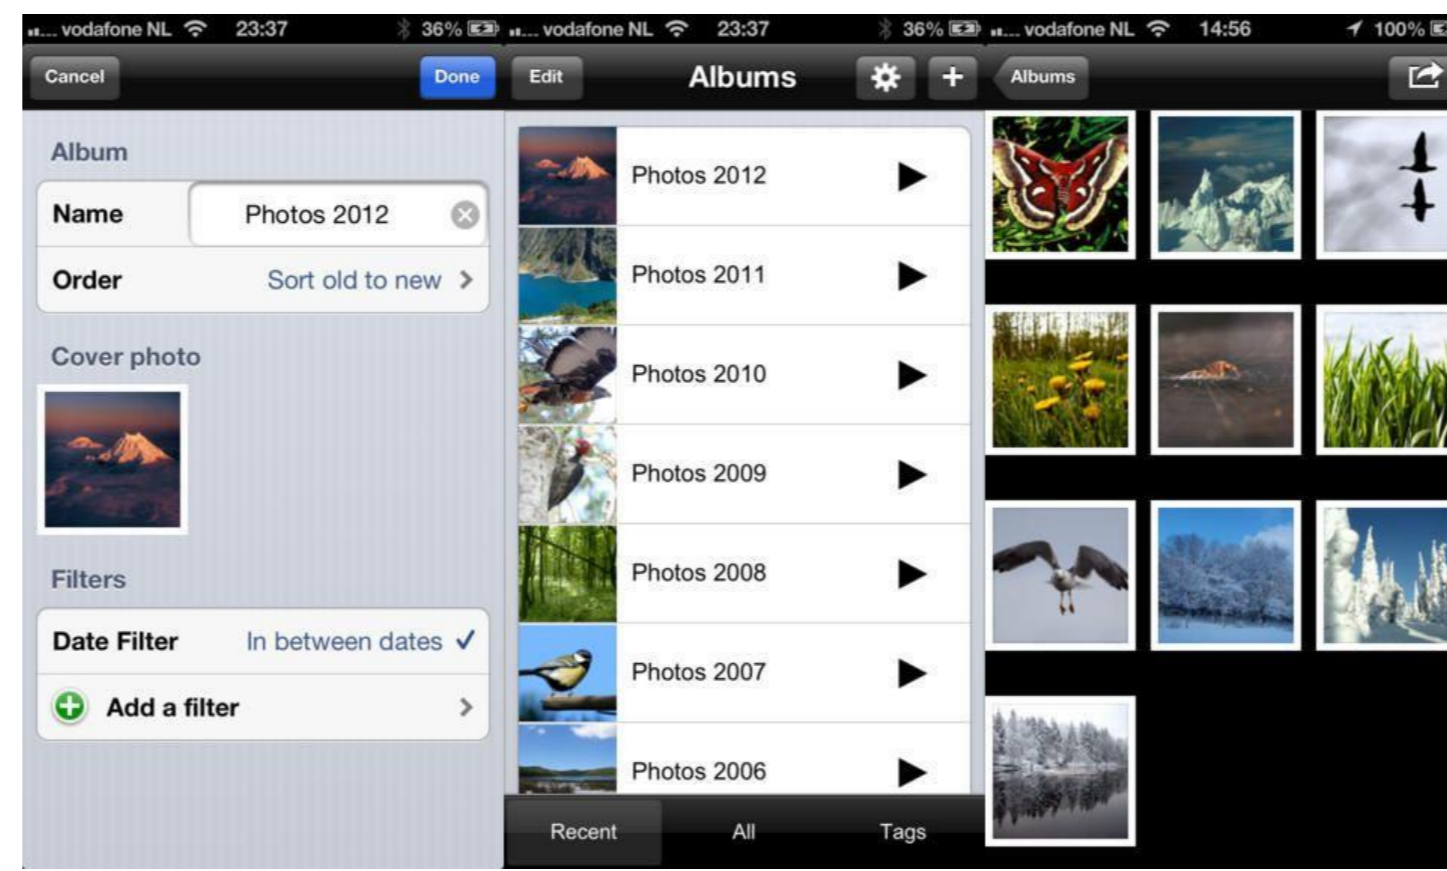 vodafone NL 23:37 36%
Cancel Done
Album
Name Photos 2012
Order Sort old to new
Cover photo
Filters
Date Filter In between dates
Add a filter
vodafone NL 23:37 36%
Edit Albums +
Photos 2012
Photos 2011
Photos 2010
Photos 2009
Photos 2008
Photos 2007
Photos 2006
Recent All Tags
vodafone NL 14:56 100%
Albums